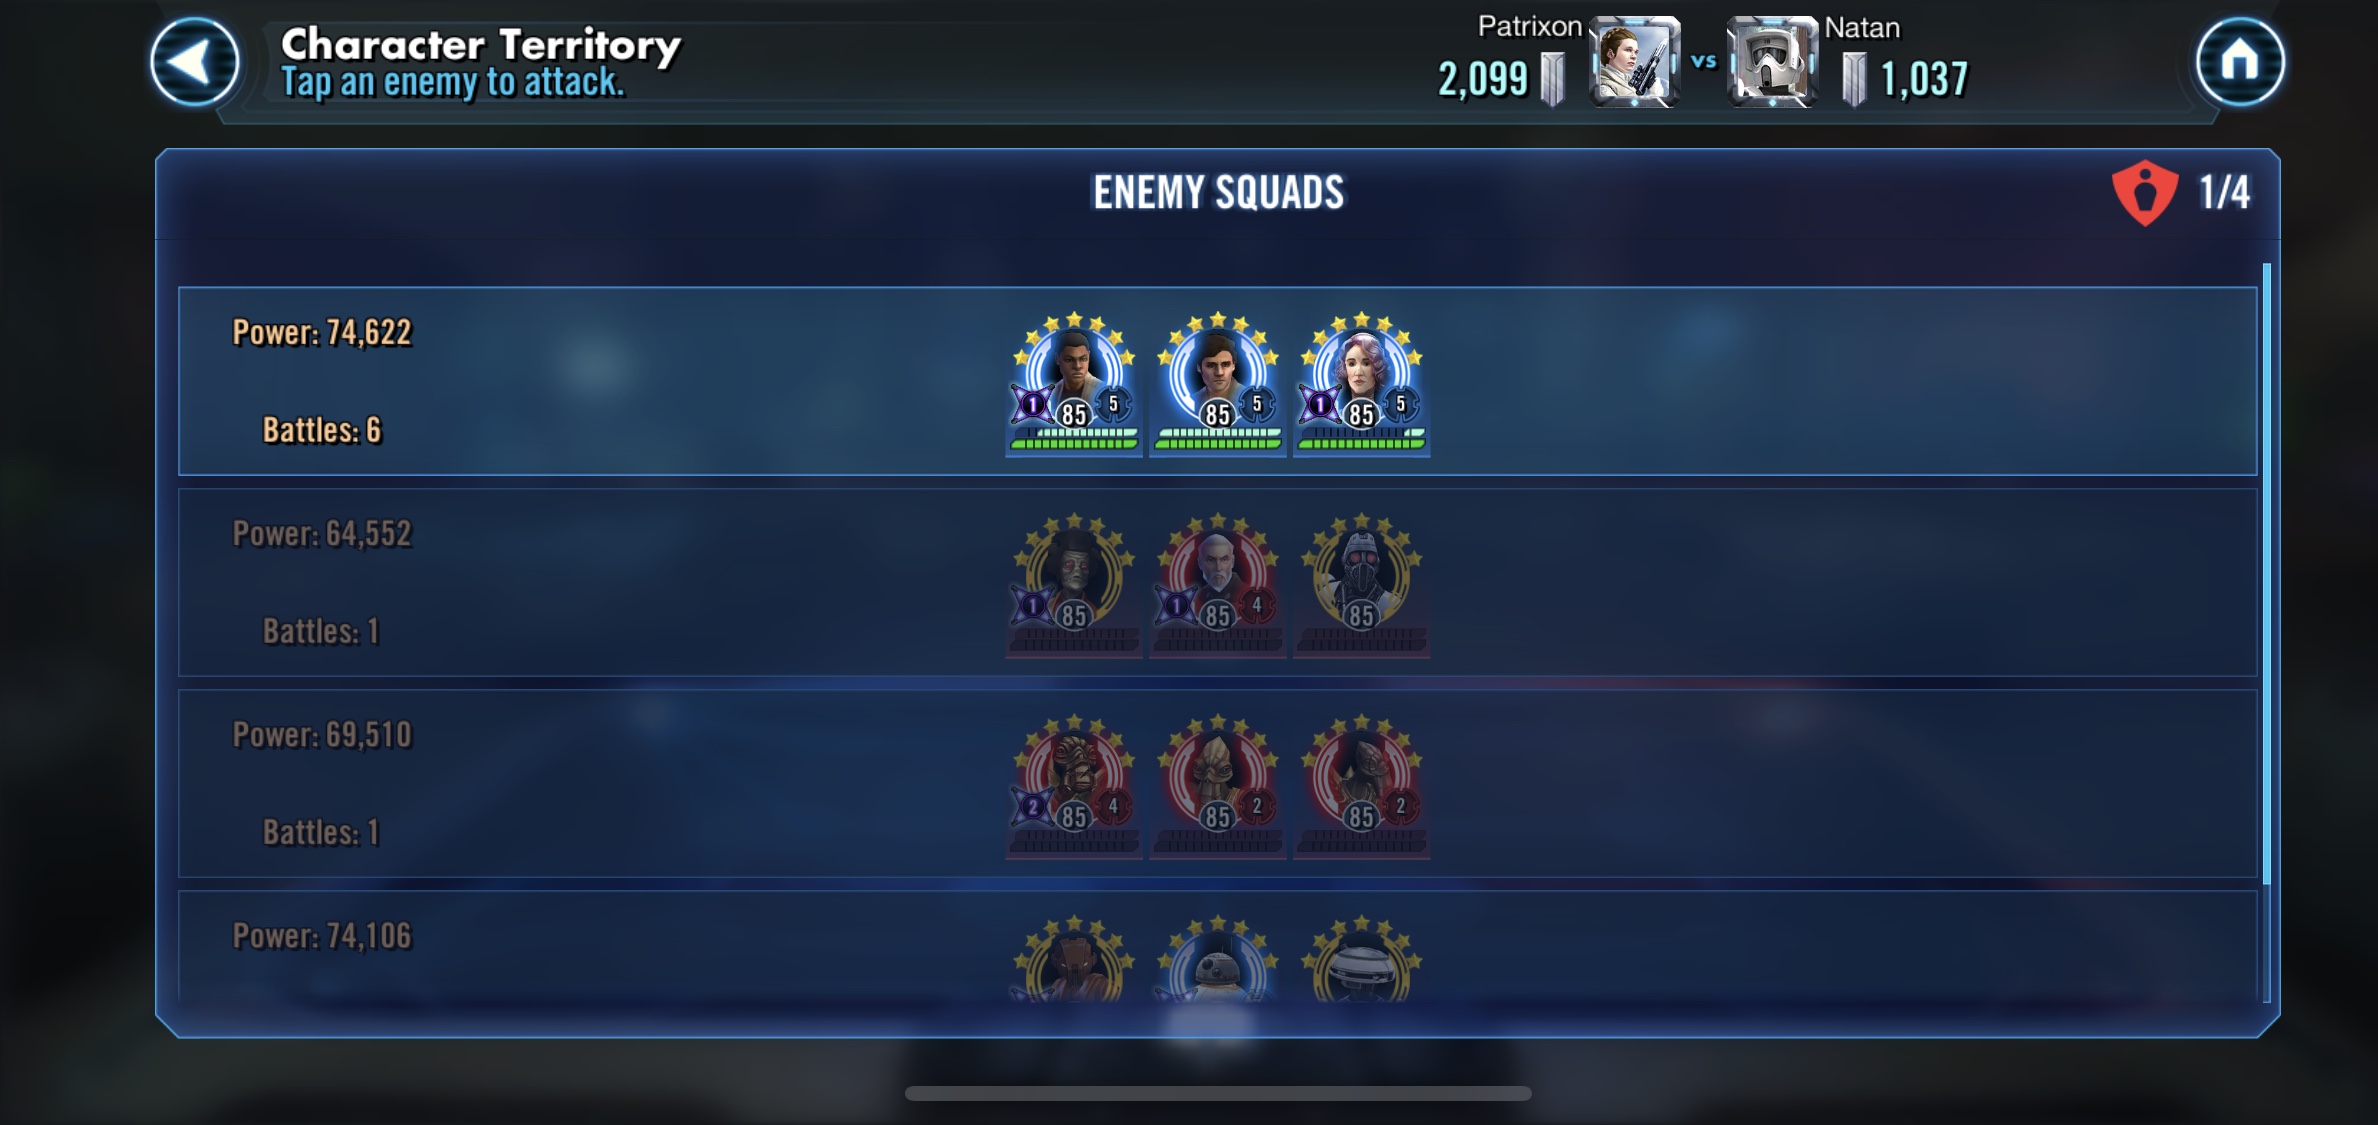 Character Territory
Tap an enemy to attack.
Patrixon
2,099
vs
Natan
1,037
ENEMY SQUADS
1/4
Power: 74,622
Battles: 6
1 85 5
85 5
1 85 5
Power: 64,552
Battles: 1
1 85
1 85 4
85
Power: 69,510
Battles: 1
2 85 4
85 2
85 2
Power: 74,106